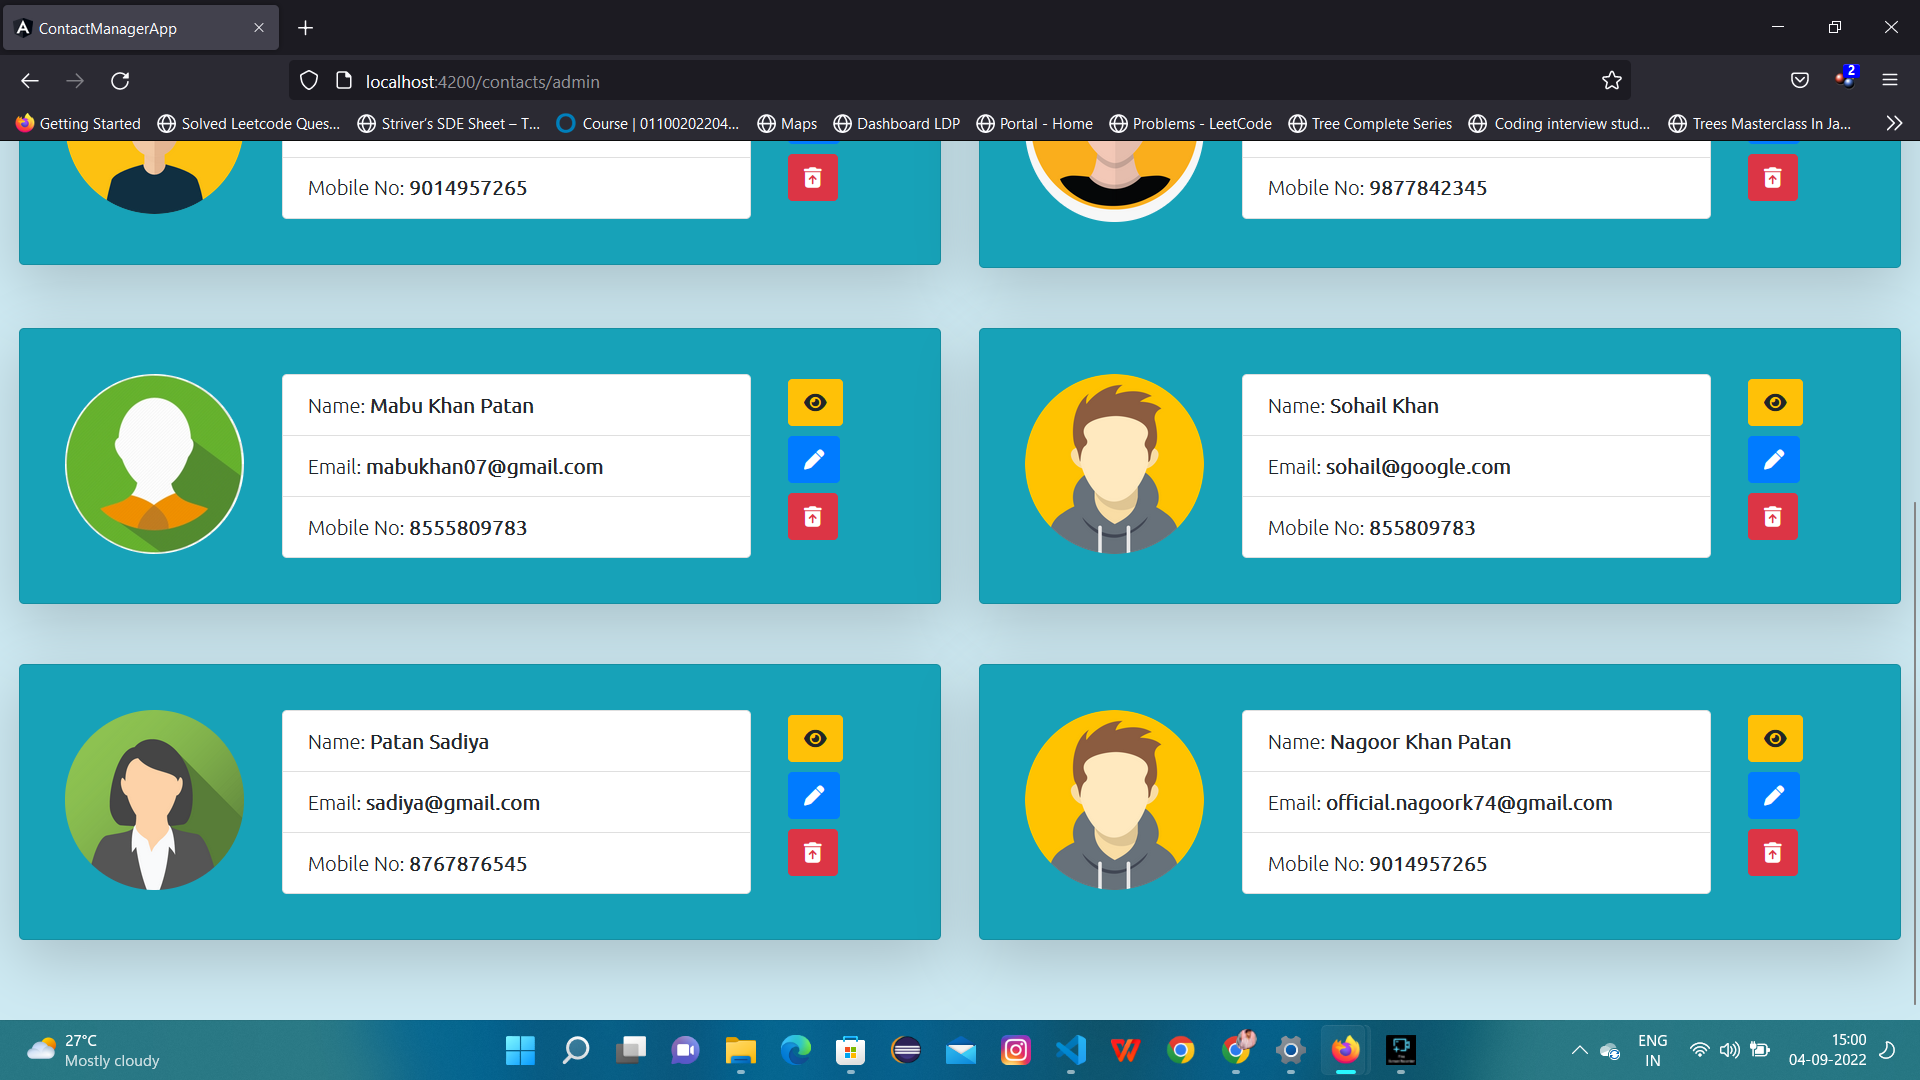 ContactManagerApp
localhost:4200/contacts/admin
2
Getting Started
Solved Leetcode Ques...
Striver's SDE Sheet – T...
Course | 01100202204...
Maps
Dashboard LDP
Portal - Home
Problems - LeetCode
Tree Complete Series
Coding interview stud...
Trees Masterclass In Ja...
Mobile No: 9014957265
Mobile No: 9877842345
Name: Mabu Khan Patan
Email: mabukhan07@gmail.com
Mobile No: 8555809783
Name: Sohail Khan
Email: sohail@google.com
Mobile No: 855809783
Name: Patan Sadiya
Email: sadiya@gmail.com
Mobile No: 8767876545
Name: Nagoor Khan Patan
Email: official.nagoork74@gmail.com
Mobile No: 9014957265
27°C
Mostly cloudy
ENG
IN
15:00
04-09-2022